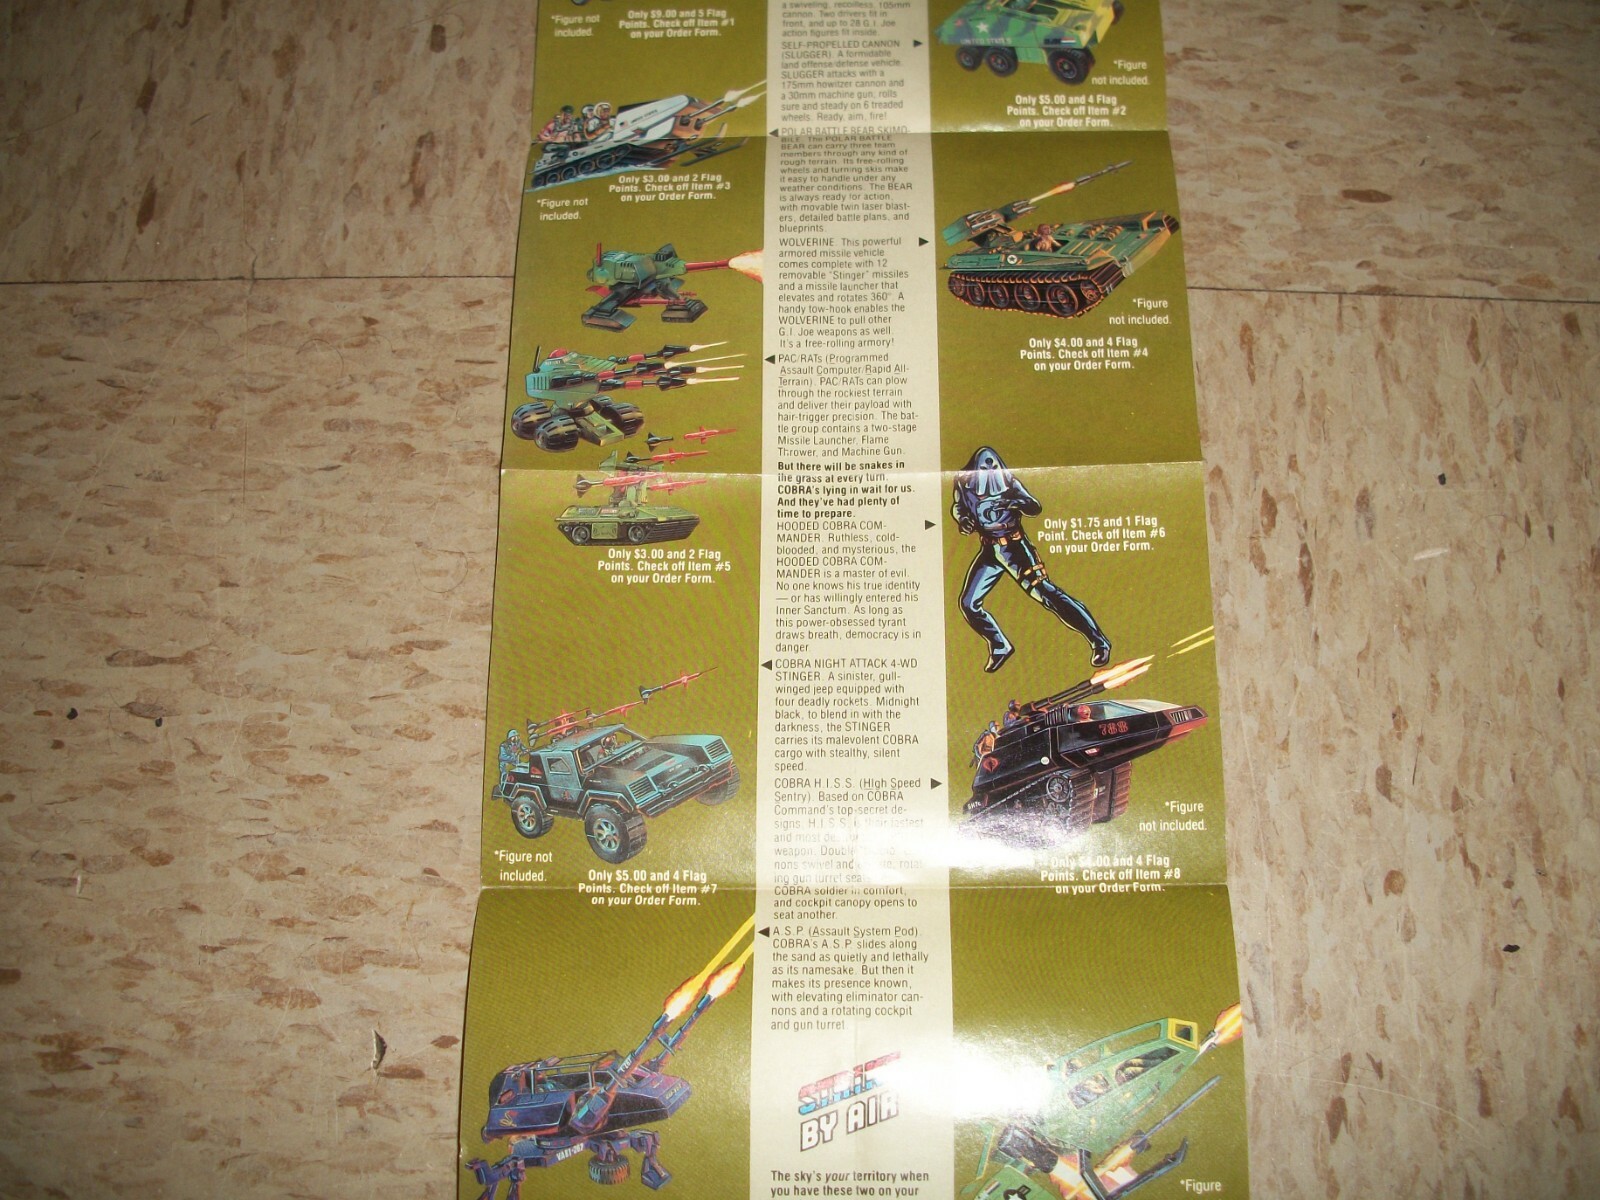 *Figure not
included.
Only $9.00 and 5 Flag
Points. Check off Item #1
on your Order Form.
a swiveling, recoilless, 105mm
cannon. Two drivers fit in
front, and up to 28 G.I. Joe
action figures fit inside.
SELF-PROPELLED CANNON
(SLUGGER). A formidable
land offense/defense vehicle.
SLUGGER attacks with a
175mm howitzer cannon and
a 30mm machine gun; rolls
sure and steady on 6 treaded
wheels. Ready, aim, fire!
UNITED STATES
*Figure
not included.
Only $5.00 and 4 Flag
Points. Check off Item #2
on your Order Form.
POLAR BATTLE BEAR SKIMO-
BILE. The POLAR BATTLE
BEAR can carry three team
members through any kind of
rough terrain. Its free-rolling
wheels and turning skis make
it easy to handle under any
weather conditions. The BEAR
is always ready for action,
with movable twin laser blast-
ers, detailed battle plans, and
blueprints.
Only $3.00 and 2 Flag
Points. Check off Item #3
on your Order Form.
*Figure not
included.
WOLVERINE. This powerful
armored missile vehicle
comes complete with 12
removable "Stinger" missiles
and a missile launcher that
elevates and rotates 360°. A
handy tow-hook enables the
WOLVERINE to pull other
G.I. Joe weapons as well.
It's a free-rolling armory!
*Figure
not included.
Only $4.00 and 4 Flag
Points. Check off Item #4
on your Order Form.
PAC/RATs (Programmed
Assault Computer/Rapid All-
Terrain). PAC/RATs can plow
through the rockiest terrain
and deliver their payload with
hair-trigger precision. The bat-
tle group contains a two-stage
Missile Launcher, Flame
Thrower, and Machine Gun.
Only $3.00 and 2 Flag
Points. Check off Item #5
on your Order Form.
But there will be snakes in
the grass at every turn.
COBRA's lying in wait for us.
And they've had plenty of
time to prepare.
HOODED COBRA COM-
MANDER. Ruthless, cold-
blooded, and mysterious, the
HOODED COBRA COM-
MANDER is a master of evil.
No one knows his true identity
— or has willingly entered his
Inner Sanctum. As long as
this power-obsessed tyrant
draws breath, democracy is in
danger.
Only $1.75 and 1 Flag
Point. Check off Item #6
on your Order Form.
COBRA NIGHT ATTACK 4-WD
STINGER. A sinister, gull-
winged jeep equipped with
four deadly rockets. Midnight
black, to blend in with the
darkness, the STINGER
carries its malevolent COBRA
cargo with stealthy, silent
speed.
*Figure not
included.
Only $5.00 and 4 Flag
Points. Check off Item #7
on your Order Form.
COBRA H.I.S.S. (HIgh Speed
Sentry). Based on COBRA
Command's top-secret de-
signs, H.I.S.S. is their fastest
and most
weapon. Double
nons swivel and rotat-
ing gun turret seats
COBRA soldier in comfort,
and cockpit canopy opens to
seat another.
788
*Figure
not included.
Only $4.00 and 4 Flag
Points. Check off Item #8
on your Order Form.
A.S.P. (Assault System Pod).
COBRA's A.S.P. slides along
the sand as quietly and lethally
as its namesake. But then it
makes its presence known,
with elevating eliminator can-
nons and a rotating cockpit
and gun turret.
STRIKE
BY AIR
The sky's your territory when
you have these two on your
*Figure